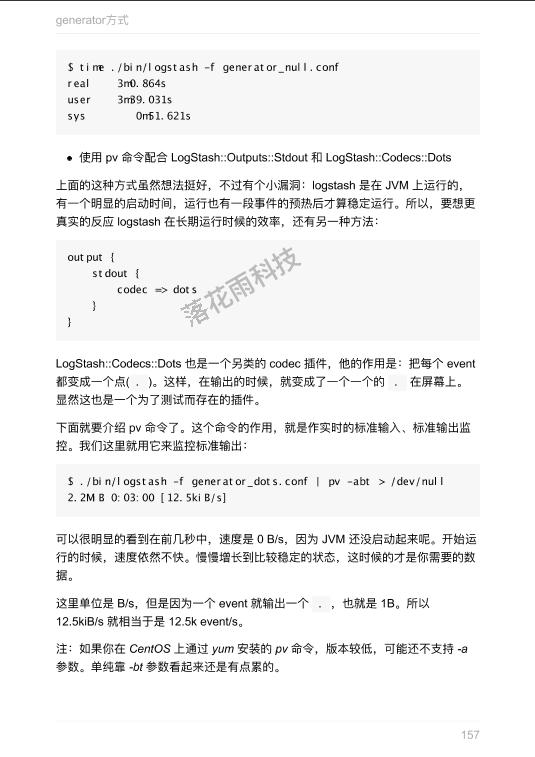 generator方式
$ time ./bin/logstash -f generator_null.conf
real 3m0.864s
user 3m39.031s
sys 0m51.621s
● 使用 pv 命令配合 LogStash::Outputs::Stdout 和 LogStash::Codecs::Dots
上面的这种方式虽然想法挺好，不过有个小漏洞：logstash 是在 JVM 上运行的，
有一个明显的启动时间，运行也有一段事件的预热后才算稳定运行。所以，要想更
真实的反应 logstash 在长期运行时候的效率，还有另一种方法：
output {
stdout {
codec => dots
}
}
落花雨科技
LogStash::Codecs::Dots 也是一个另类的 codec 插件，他的作用是：把每个 event
都变成一个点( . )。这样，在输出的时候，就变成了一个一个的 . 在屏幕上。
显然这也是一个为了测试而存在的插件。
下面就要介绍 pv 命令了。这个命令的作用，就是作实时的标准输入、标准输出监
控。我们这里就用它来监控标准输出：
$ ./bin/logstash -f generator_dots.conf | pv -abt > /dev/null
2.2MB 0:03:00 [12.5kiB/s]
可以很明显的看到在前几秒中，速度是 0 B/s，因为 JVM 还没启动起来呢。开始运
行的时候，速度依然不快。慢慢增长到比较稳定的状态，这时候的才是你需要的数
据。
这里单位是 B/s，但是因为一个 event 就输出一个 . ，也就是 1B。所以
12.5kiB/s 就相当于是 12.5k event/s。
注：如果你在 CentOS 上通过 yum 安装的 pv 命令，版本较低，可能还不支持 -a
参数。单纯靠 -bt 参数看起来还是有点累的。
157